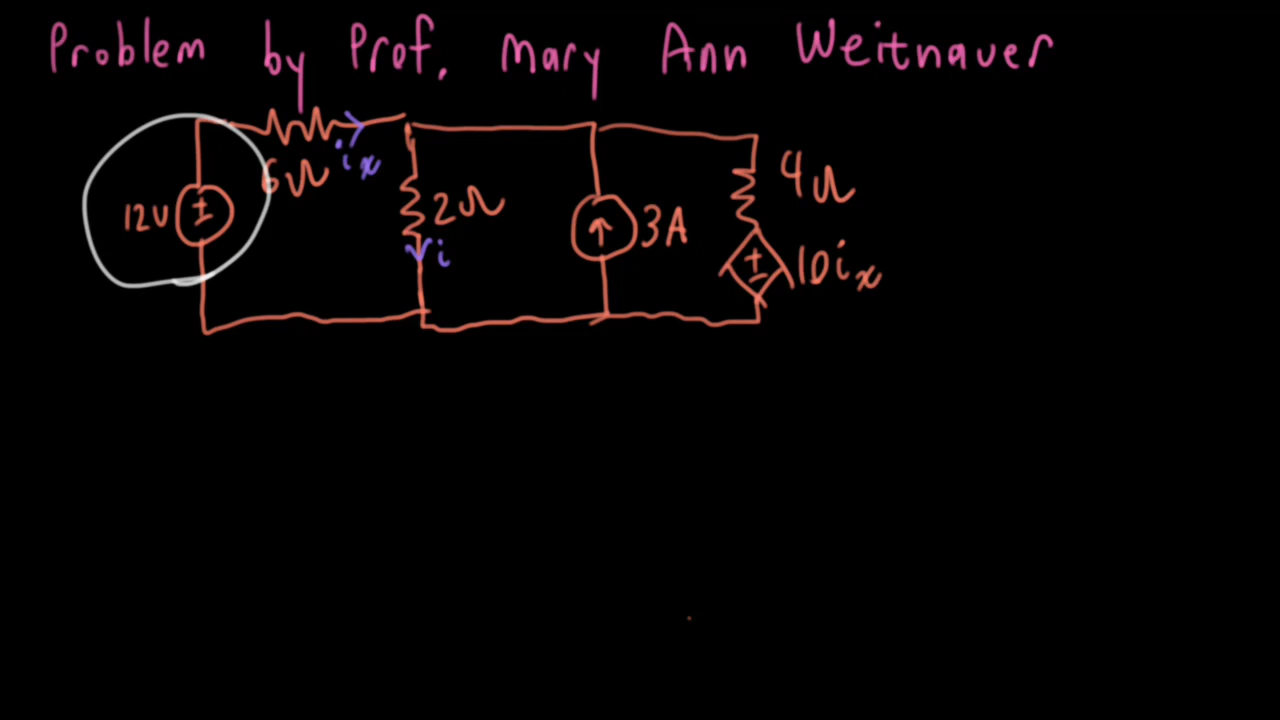 Problem by Prof. Mary Ann Weitnauer
12V
6Ω
ix
2Ω
i
3A
4Ω
10ix